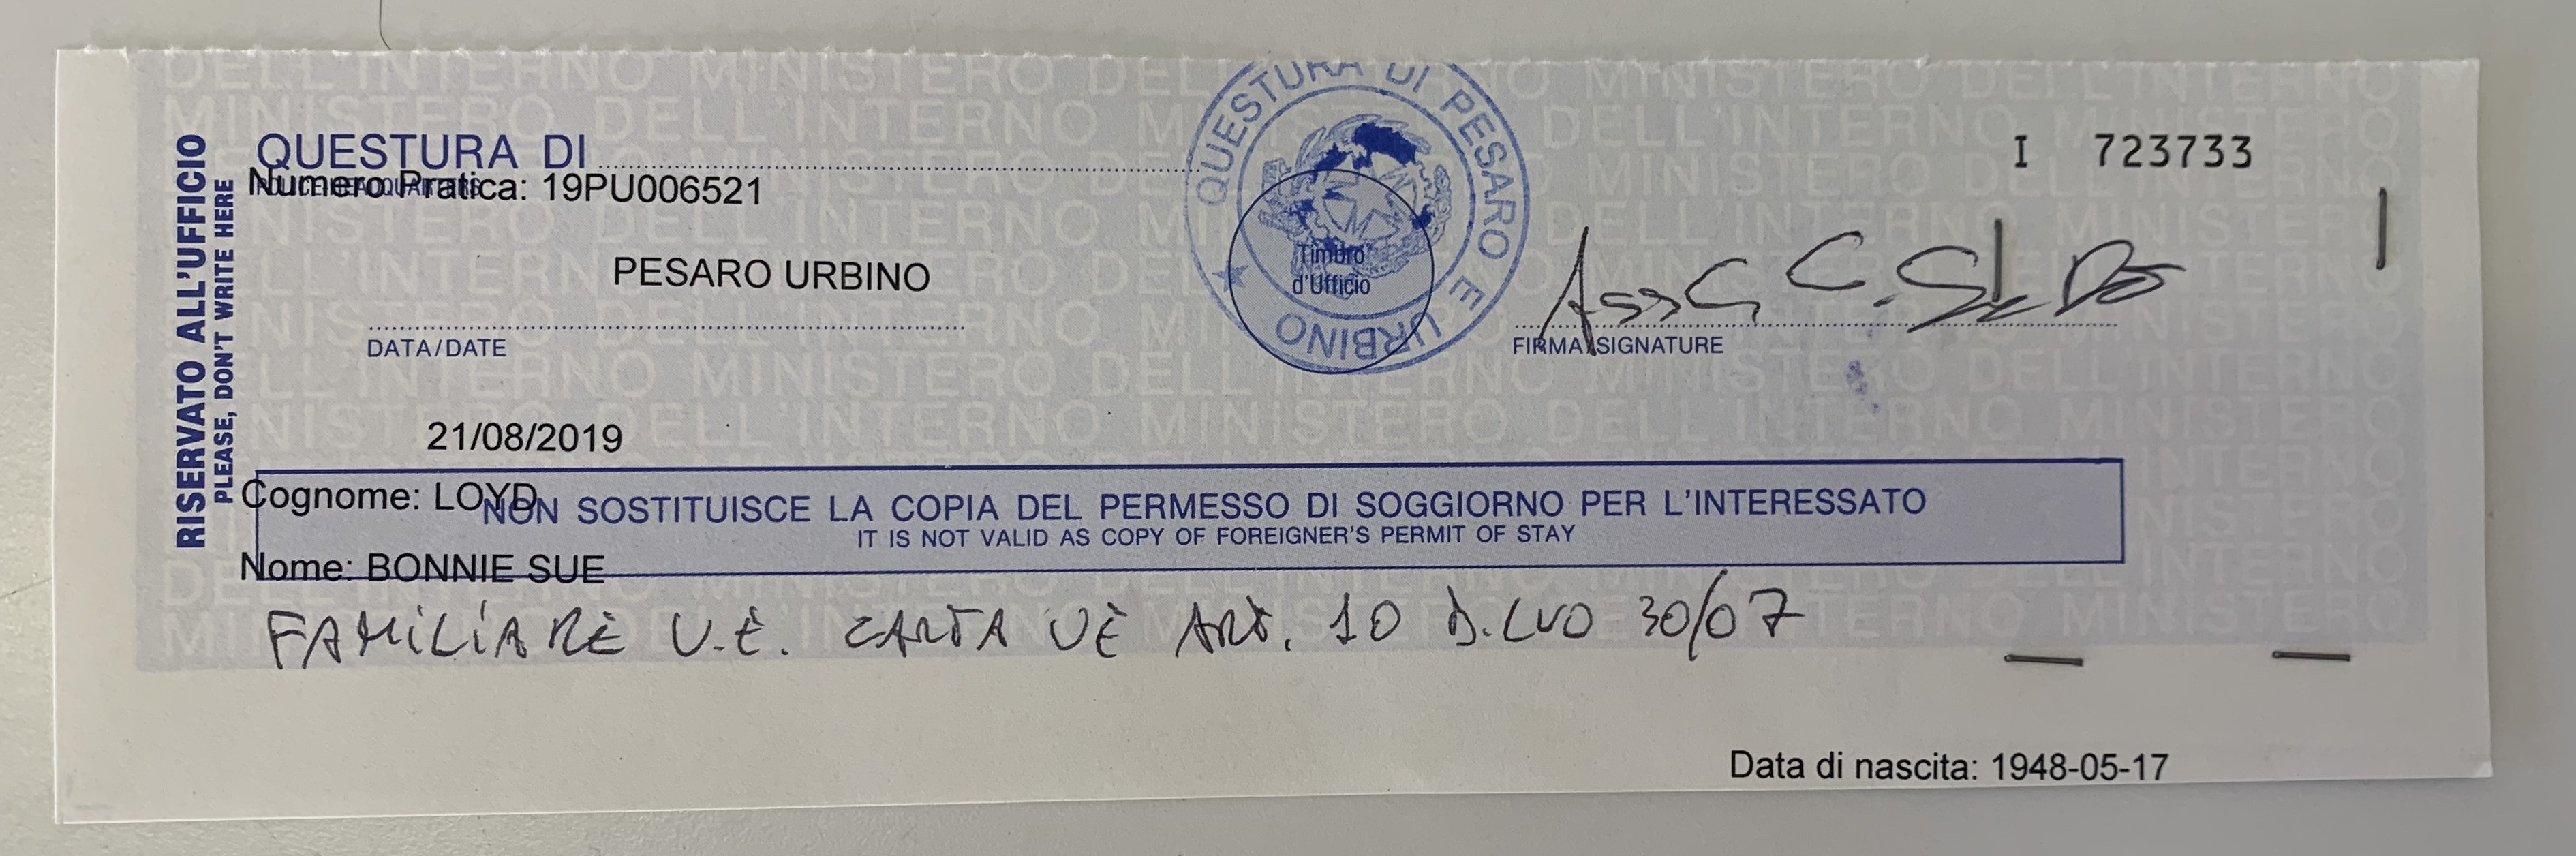 RISERVATO ALL'UFFICIO
PLEASE, DON'T WRITE HERE
QUESTURA DI
Numero Pratica: 19PU006521
PESARO URBINO
DATA/DATE
21/08/2019
QUESTURA DI PESARO E URBINO
Timbro
d'Ufficio
I 723733
FIRMA/SIGNATURE
Cognome: LOYD
NON SOSTITUISCE LA COPIA DEL PERMESSO DI SOGGIORNO PER L'INTERESSATO
IT IS NOT VALID AS COPY OF FOREIGNER'S PERMIT OF STAY
Nome: BONNIE SUE
FAMILIARE U.E. CARTA UE ART. 10 D.LVO 30/07
Data di nascita: 1948-05-17